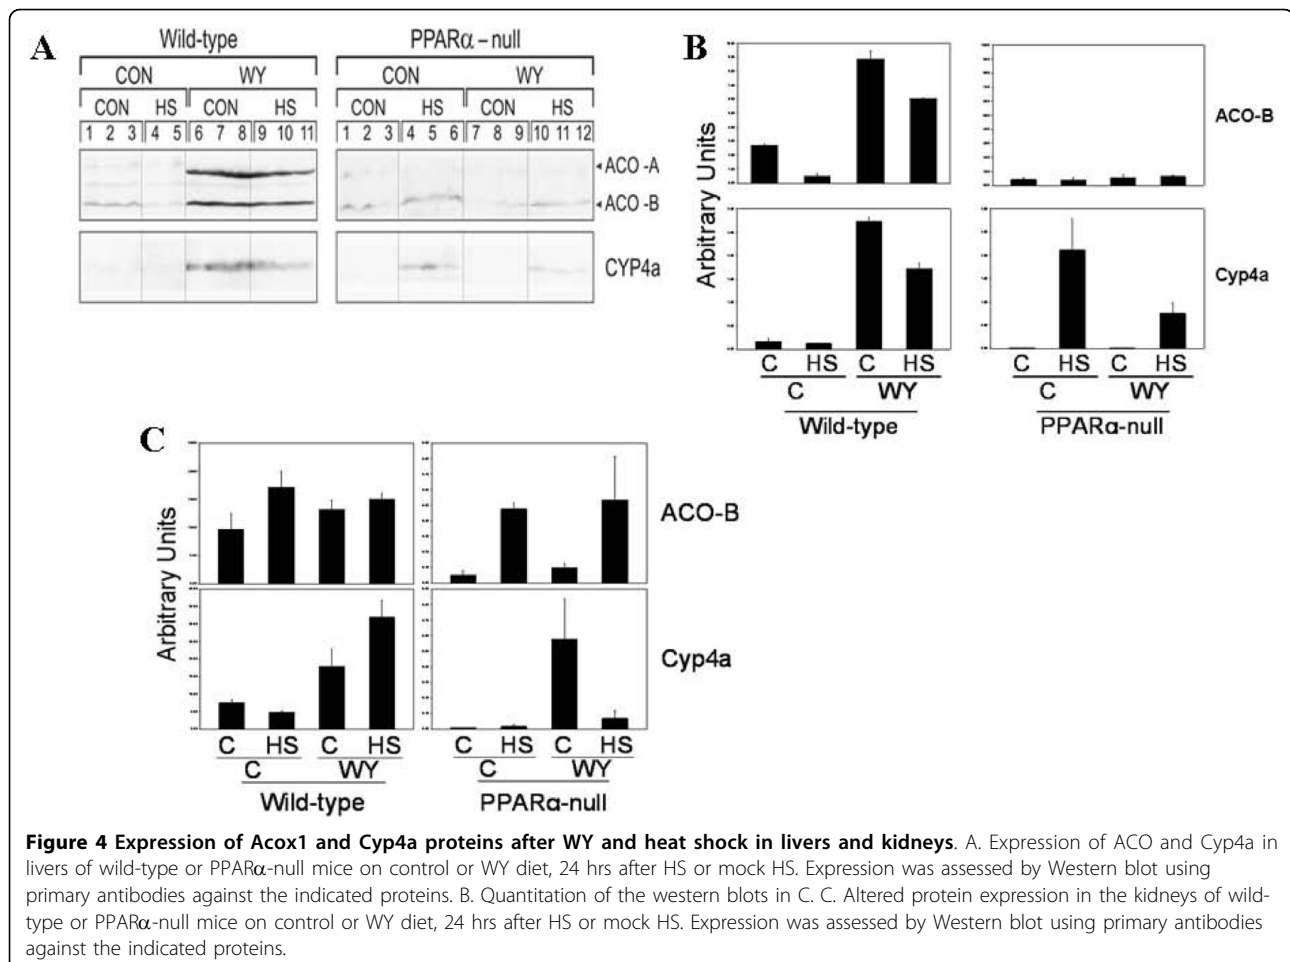 A
Wild-type
PPARα – null
CON
WY
CON
WY
CON
HS
CON
HS
CON
HS
CON
HS
1 2 3 4 5 6 7 8 9 10 11
1 2 3 4 5 6 7 8 9 10 11 12
ACO -A
ACO -B
CYP4a
B
Arbitrary Units
ACO-B
Cyp4a
C HS C HS
C WY
Wild-type
C HS C HS
C WY
PPARα-null
C
Arbitrary Units
ACO-B
Cyp4a
C HS C HS
C WY
Wild-type
C HS C HS
C WY
PPARα-null
Figure 4 Expression of Acox1 and Cyp4a proteins after WY and heat shock in livers and kidneys. A. Expression of ACO and Cyp4a in
livers of wild-type or PPARα-null mice on control or WY diet, 24 hrs after HS or mock HS. Expression was assessed by Western blot using
primary antibodies against the indicated proteins. B. Quantitation of the western blots in C. C. Altered protein expression in the kidneys of wild-
type or PPARα-null mice on control or WY diet, 24 hrs after HS or mock HS. Expression was assessed by Western blot using primary antibodies
against the indicated proteins.